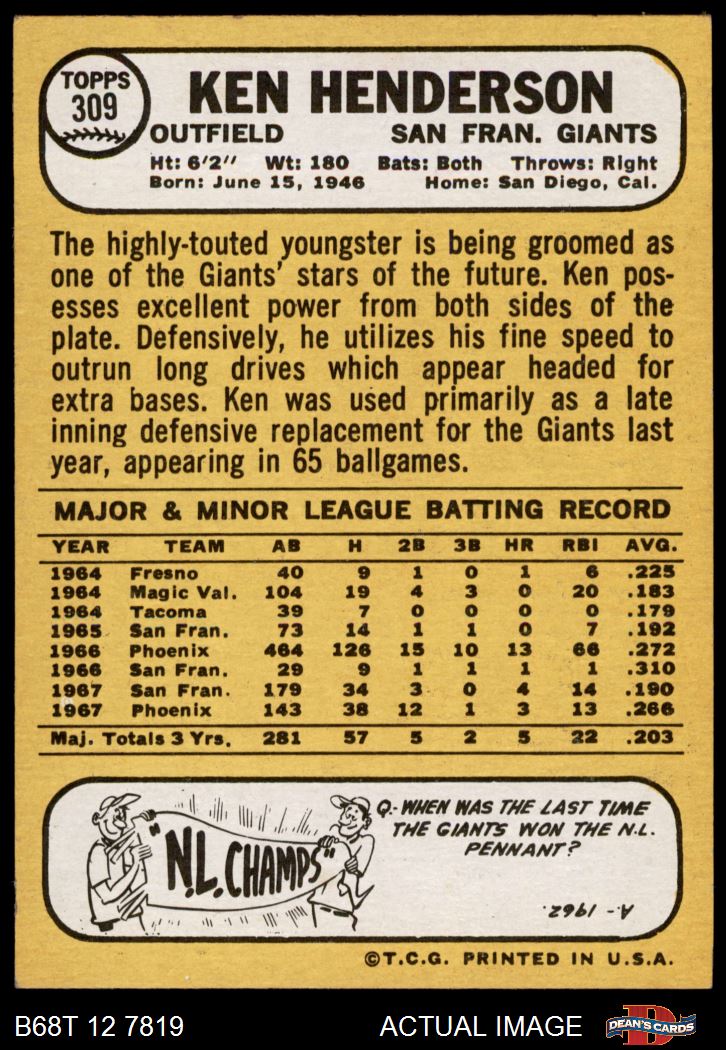 TOPPS
309
KEN HENDERSON
OUTFIELD SAN FRAN. GIANTS
Ht: 6'2" Wt: 180 Bats: Both Throws: Right
Born: June 15, 1946 Home: San Diego, Cal.
The highly-touted youngster is being groomed as
one of the Giants' stars of the future. Ken pos-
esses excellent power from both sides of the
plate. Defensively, he utilizes his fine speed to
outrun long drives which appear headed for
extra bases. Ken was used primarily as a late
inning defensive replacement for the Giants last
year, appearing in 65 ballgames.
MAJOR & MINOR LEAGUE BATTING RECORD
YEAR TEAM AB H 2B 3B HR RBI AVG.
1964 Fresno 40 9 1 0 1 6 .225
1964 Magic Val. 104 19 4 3 0 20 .183
1964 Tacoma 39 7 0 0 0 0 .179
1965 San Fran. 73 14 1 1 0 7 .192
1966 Phoenix 464 126 15 10 13 66 .272
1966 San Fran. 29 9 1 1 1 1 .310
1967 San Fran. 179 34 3 0 4 14 .190
1967 Phoenix 143 38 12 1 3 13 .266
Maj. Totals 3 Yrs. 281 57 5 2 5 22 .203
"N.L. CHAMPS"
Q- WHEN WAS THE LAST TIME
THE GIANTS WON THE N.L.
PENNANT?
A- 1962.
©T.C.G. PRINTED IN U.S.A.
B68T 12 7819 ACTUAL IMAGE
D
DEAN'S CARDS